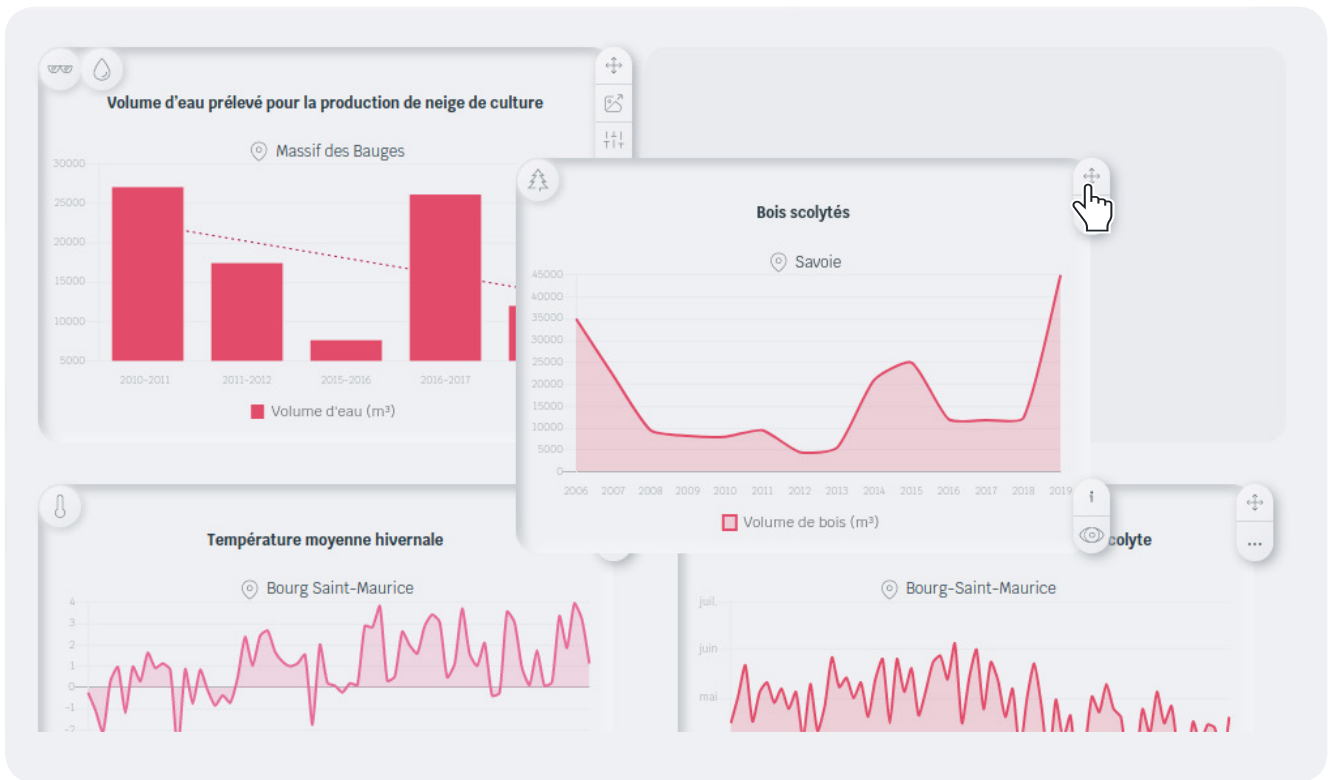 Volume d'eau prélevé pour la production de neige de culture
Massif des Bauges
30000
25000
20000
15000
10000
5000
2010-2011 2011-2012 2015-2016 2016-2017
Volume d'eau (m³)
Bois scolytés
Savoie
45000
40000
35000
30000
25000
20000
15000
10000
5000
0
2006 2007 2008 2009 2010 2011 2012 2013 2014 2015 2016 2017 2018 2019
Volume de bois (m³)
Température moyenne hivernale
Bourg Saint-Maurice
4
3
2
1
0
-1
-2
colyte
Bourg-Saint-Maurice
juil.
juin
mai